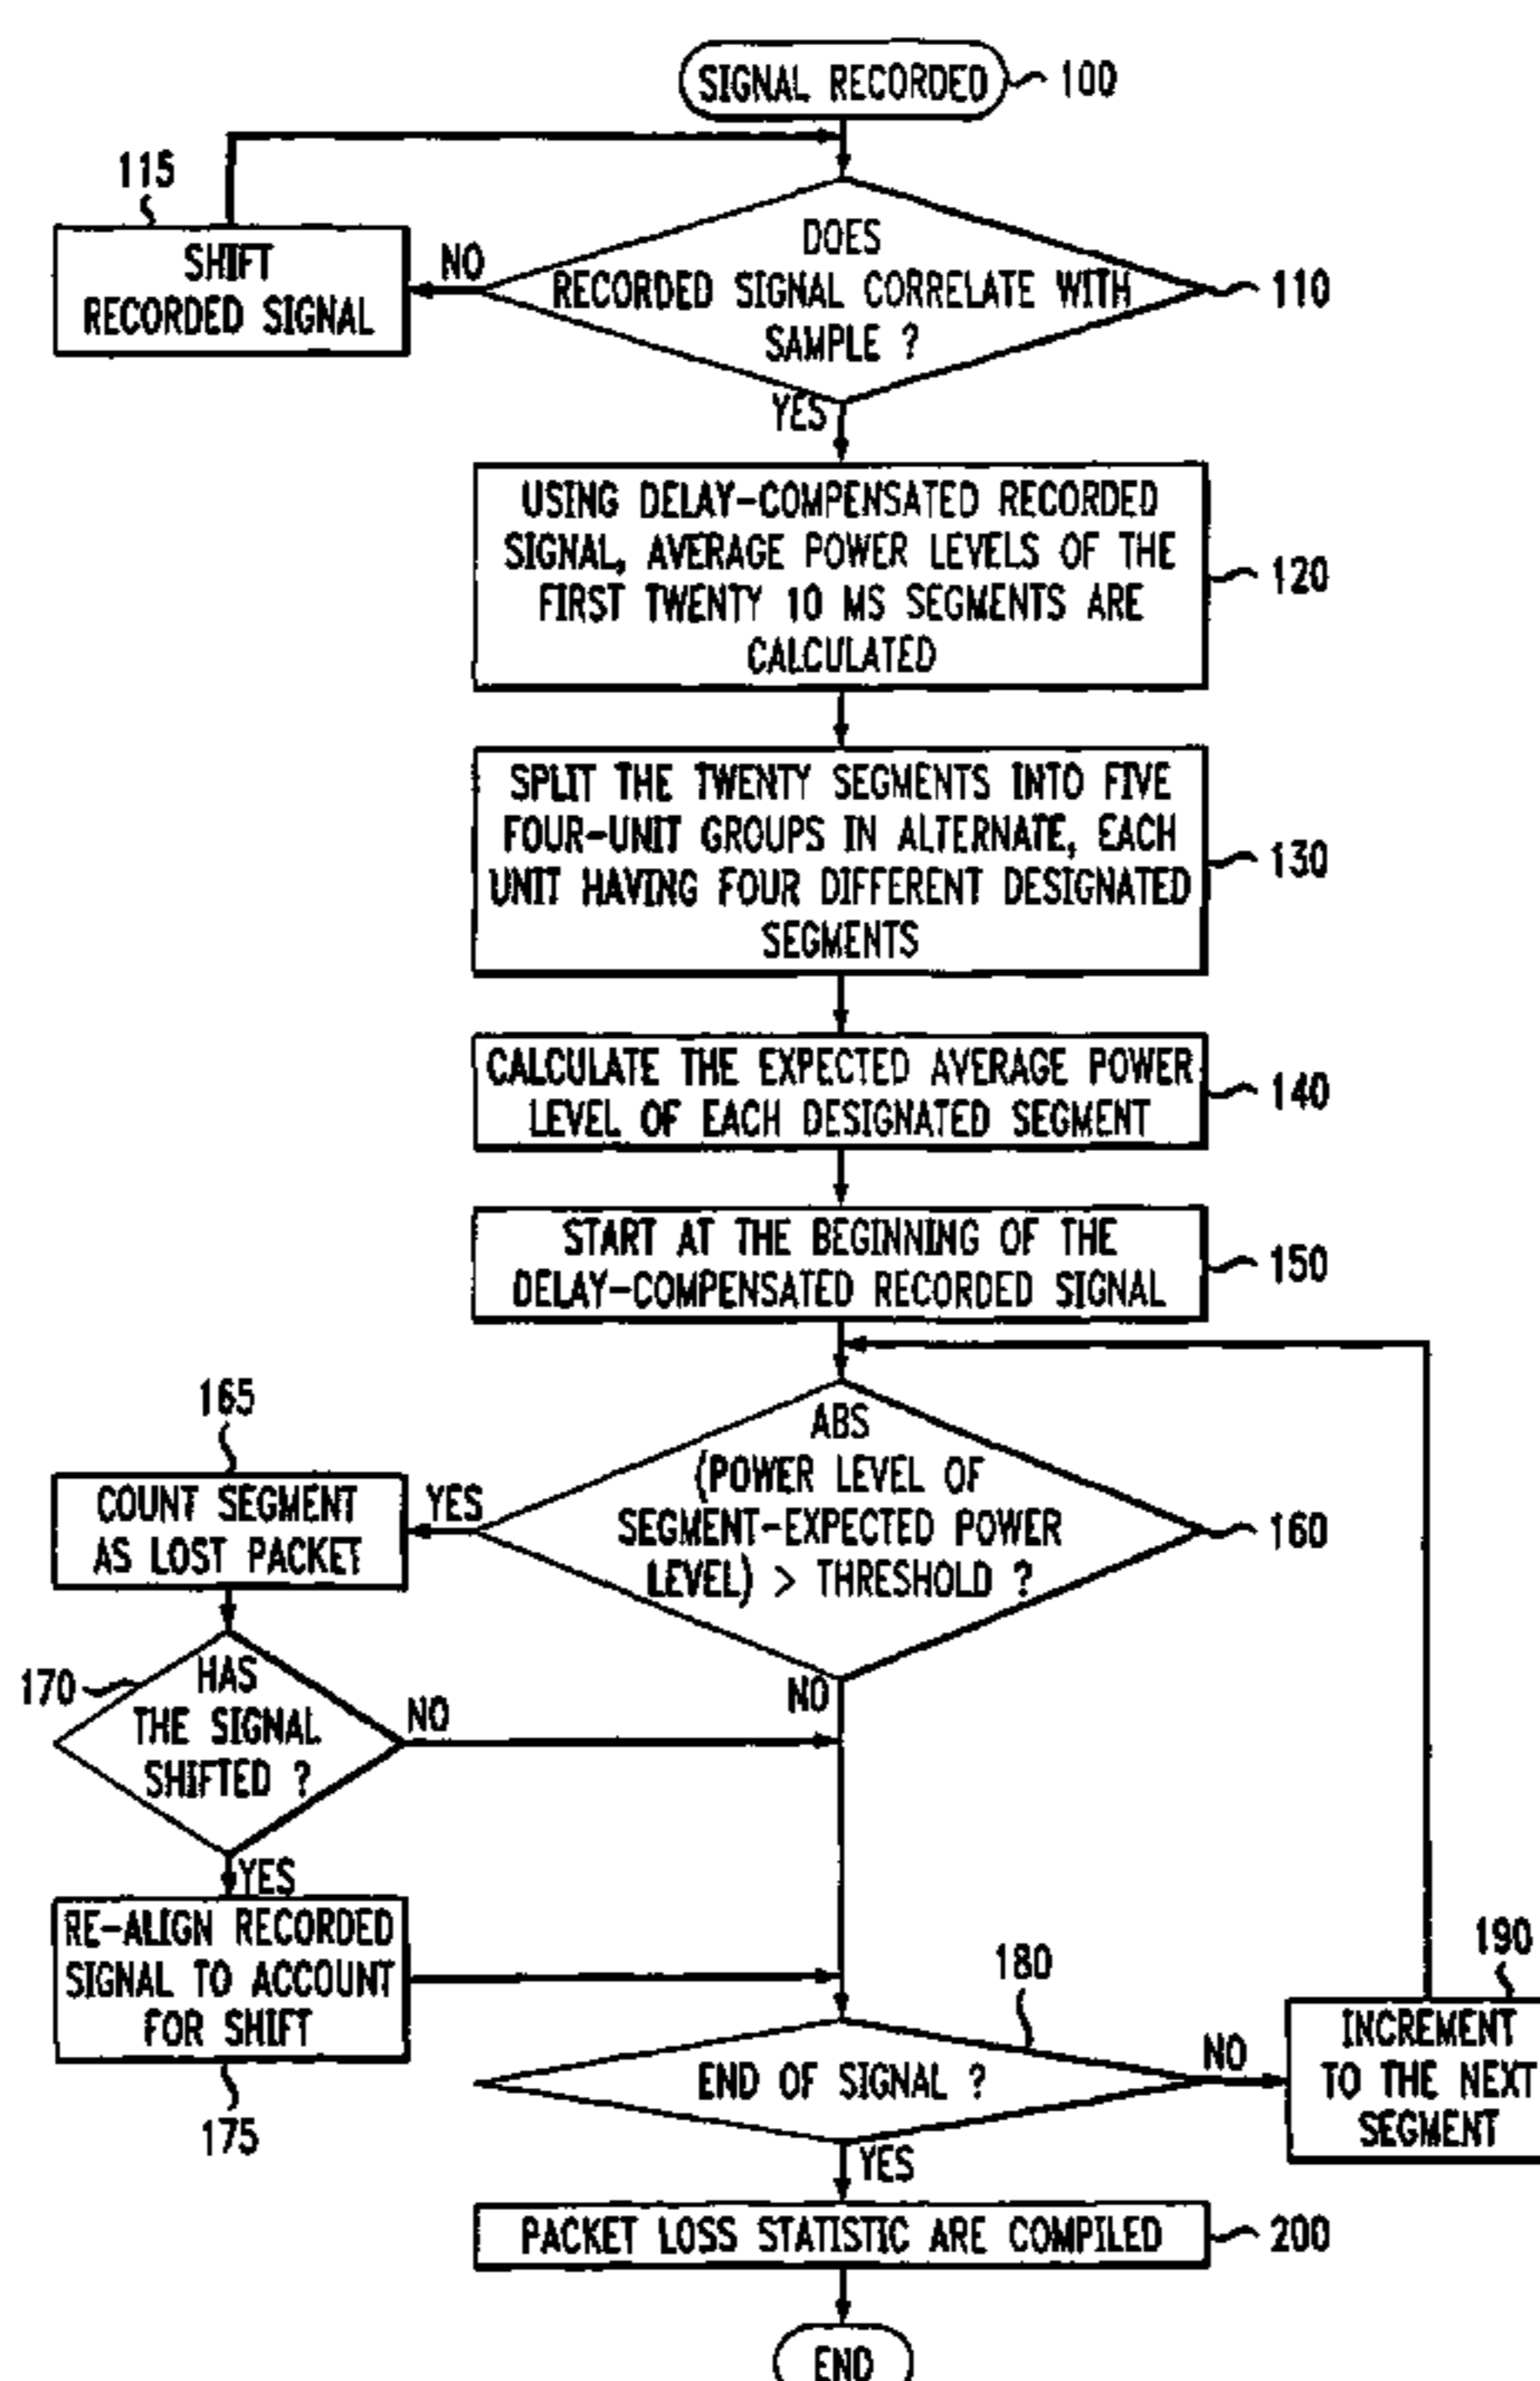 SIGNAL RECORDED
100
115
SHIFT
RECORDED SIGNAL
NO
DOES
RECORDED SIGNAL CORRELATE WITH
SAMPLE ?
110
YES
USING DELAY-COMPENSATED RECORDED
SIGNAL, AVERAGE POWER LEVELS OF THE
FIRST TWENTY 10 MS SEGMENTS ARE
CALCULATED
120
SPLIT THE TWENTY SEGMENTS INTO FIVE
FOUR-UNIT GROUPS IN ALTERNATE, EACH
UNIT HAVING FOUR DIFFERENT DESIGNATED
SEGMENTS
130
CALCULATE THE EXPECTED AVERAGE POWER
LEVEL OF EACH DESIGNATED SEGMENT
140
START AT THE BEGINNING OF THE
DELAY-COMPENSATED RECORDED SIGNAL
150
165
COUNT SEGMENT
AS LOST PACKET
YES
ABS
(POWER LEVEL OF
SEGMENT-EXPECTED POWER
LEVEL) > THRESHOLD ?
160
170
HAS
THE SIGNAL
SHIFTED ?
NO
NO
YES
RE-ALIGN RECORDED
SIGNAL TO ACCOUNT
FOR SHIFT
175
180
END OF SIGNAL ?
NO
190
INCREMENT
TO THE NEXT
SEGMENT
YES
PACKET LOSS STATISTIC ARE COMPILED
200
END